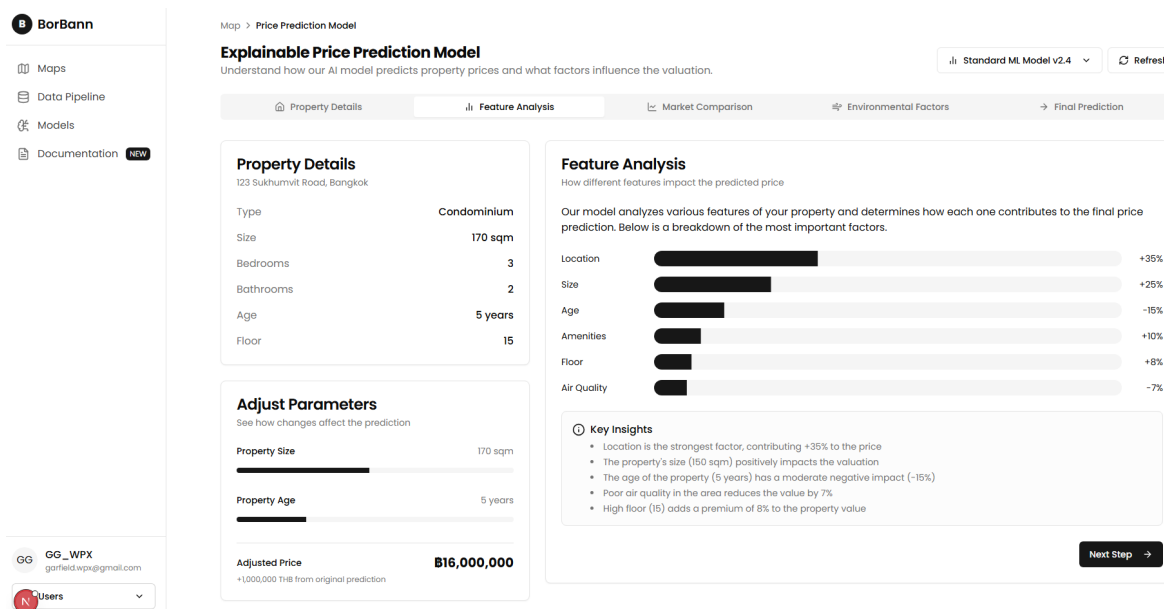 B BorBann
Maps
Data Pipeline
Models
Documentation NEW
GG GG_WPX
garfield.wpx@gmail.com
N Users
Map > Price Prediction Model
Explainable Price Prediction Model
Understand how our AI model predicts property prices and what factors influence the valuation.
Standard ML Model v2.4
Refresh
Property Details
Feature Analysis
Market Comparison
Environmental Factors
Final Prediction
Property Details
123 Sukhumvit Road, Bangkok
Type Condominium
Size 170 sqm
Bedrooms 3
Bathrooms 2
Age 5 years
Floor 15
Adjust Parameters
See how changes affect the prediction
Property Size 170 sqm
Property Age 5 years
Adjusted Price ฿16,000,000
+1,000,000 THB from original prediction
Feature Analysis
How different features impact the predicted price
Our model analyzes various features of your property and determines how each one contributes to the final price
prediction. Below is a breakdown of the most important factors.
Location +35%
Size +25%
Age -15%
Amenities +10%
Floor +8%
Air Quality -7%
Key Insights
Location is the strongest factor, contributing +35% to the price
The property's size (150 sqm) positively impacts the valuation
The age of the property (5 years) has a moderate negative impact (-15%)
Poor air quality in the area reduces the value by 7%
High floor (15) adds a premium of 8% to the property value
Next Step